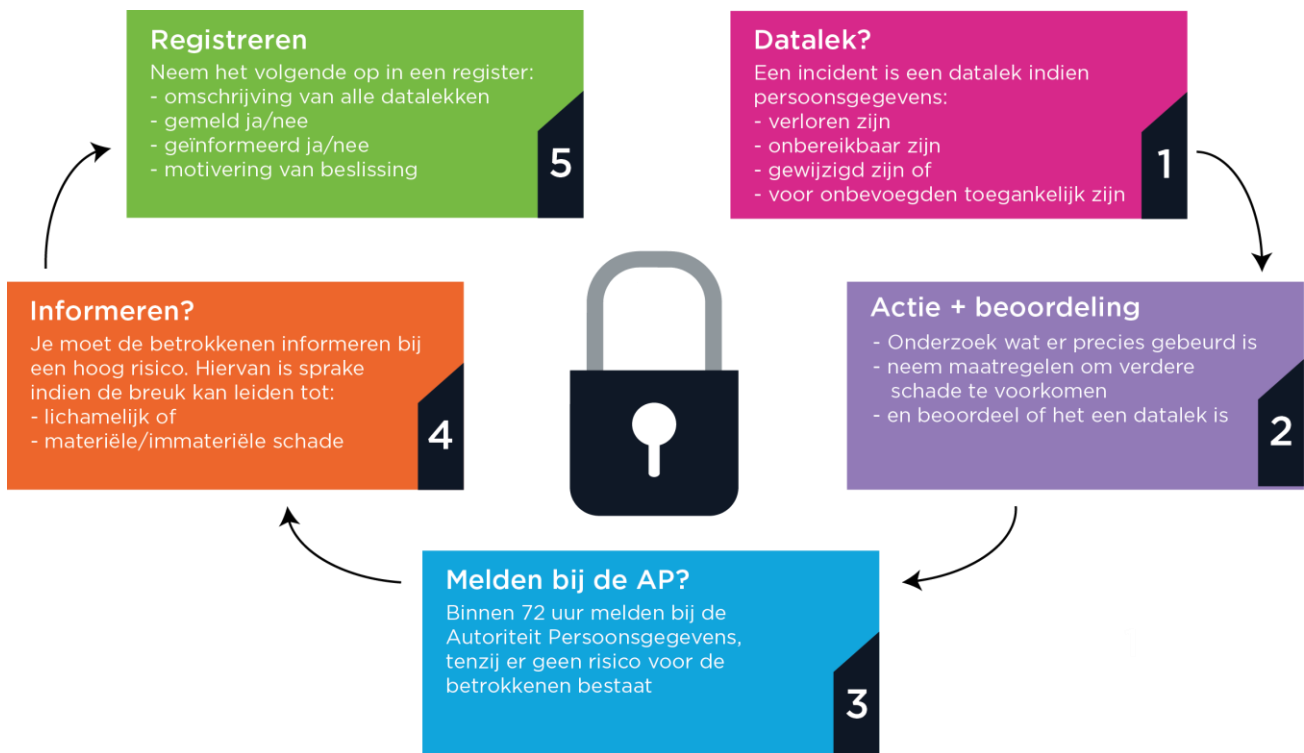 Datalek?
Een incident is een datalek indien
persoonsgegevens:
- verloren zijn
- onbereikbaar zijn
- gewijzigd zijn of
- voor onbevoegden toegankelijk zijn
1
Actie + beoordeling
- Onderzoek wat er precies gebeurd is
- neem maatregelen om verdere
schade te voorkomen
- en beoordeel of het een datalek is
2
Melden bij de AP?
Binnen 72 uur melden bij de
Autoriteit Persoonsgegevens,
tenzij er geen risico voor de
betrokkenen bestaat
3
Informeren?
Je moet de betrokkenen informeren bij
een hoog risico. Hiervan is sprake
indien de breuk kan leiden tot:
- lichamelijk of
- materiële/immateriële schade
4
Registreren
Neem het volgende op in een register:
- omschrijving van alle datalekken
- gemeld ja/nee
- geïnformeerd ja/nee
- motivering van beslissing
5